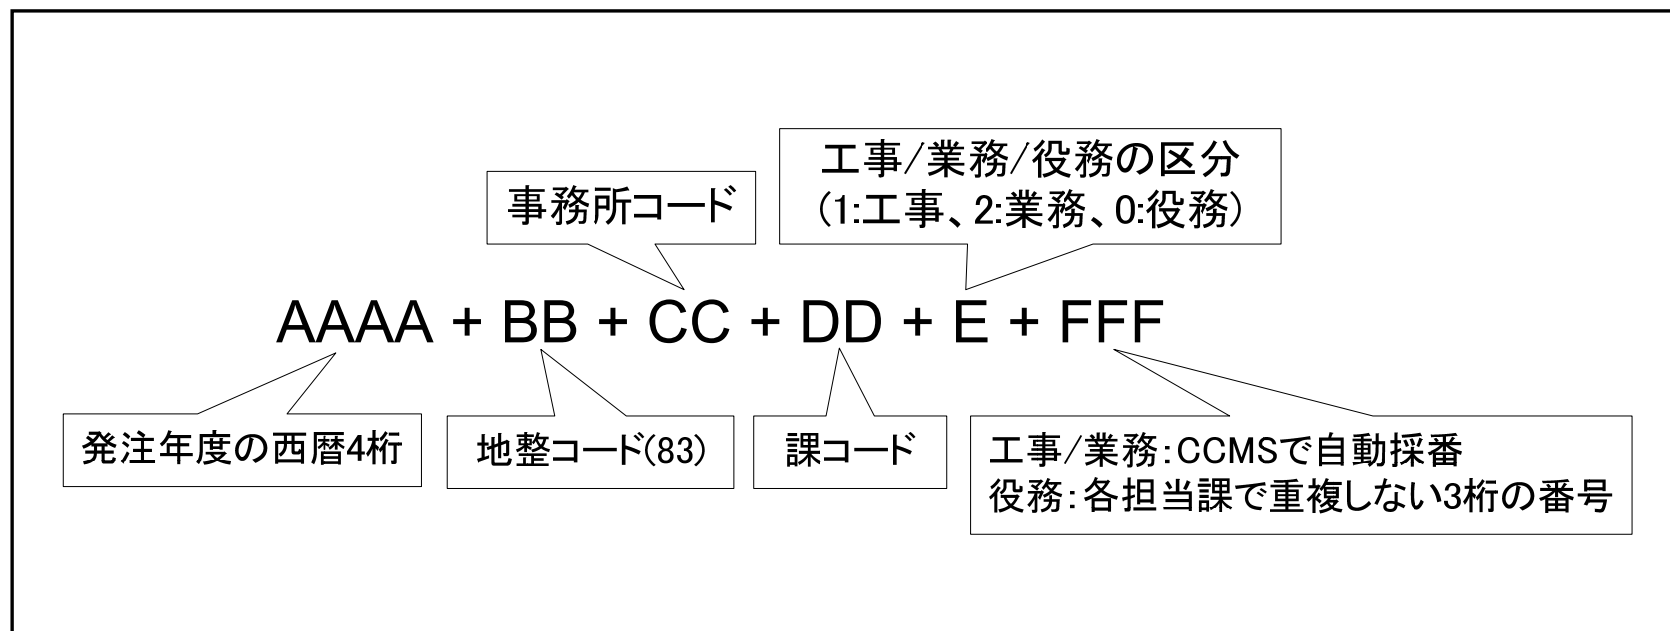 工事/業務/役務の区分
(1:工事、2:業務、0:役務)
事務所コード
AAAA + BB + CC + DD + E + FFF
発注年度の西暦4桁
地整コード(83)
課コード
工事/業務:CCMSで自動採番
役務:各担当課で重複しない3桁の番号